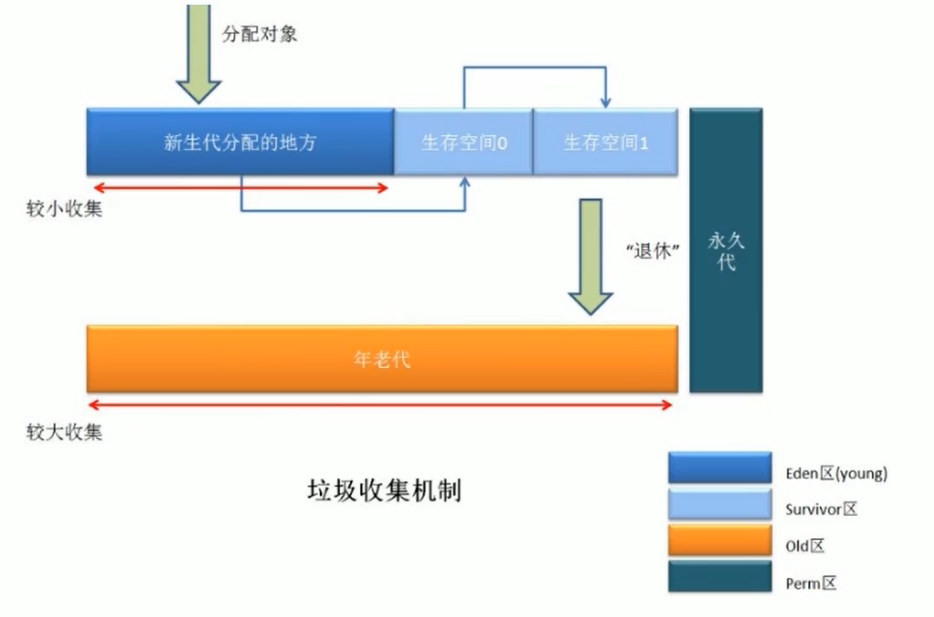 分配对象
新生代分配的地方
生存空间0
生存空间1
较小收集
“退休”
永久
代
年老代
较大收集
垃圾收集机制
Eden区(young)
Survivor区
Old区
Perm区